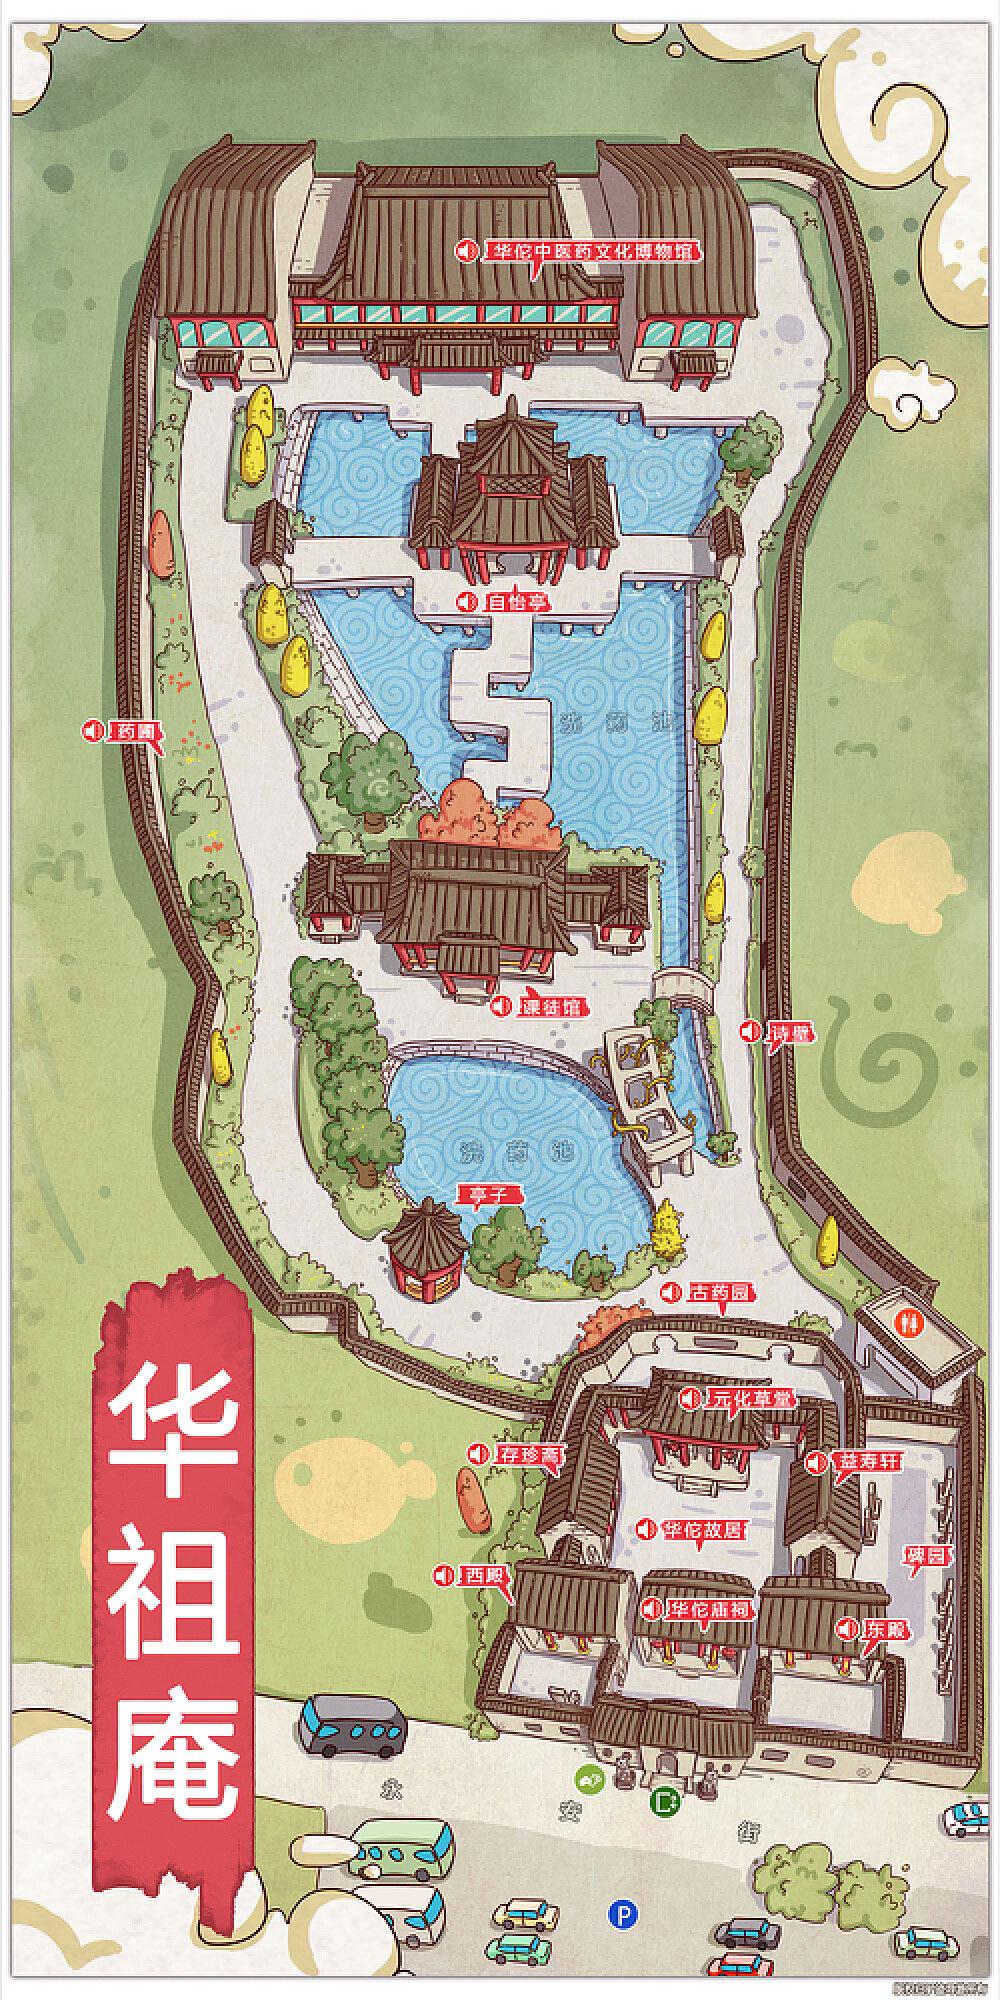 华佗中医药文化博物馆
自怡亭
洗药池
药圃
课徒馆
诗壁
洗药池
亭子
古药园
元化草堂
存珍斋
益寿轩
华佗故居
碑园
西殿
华佗庙祠
东殿
华祖庵
永安街
P